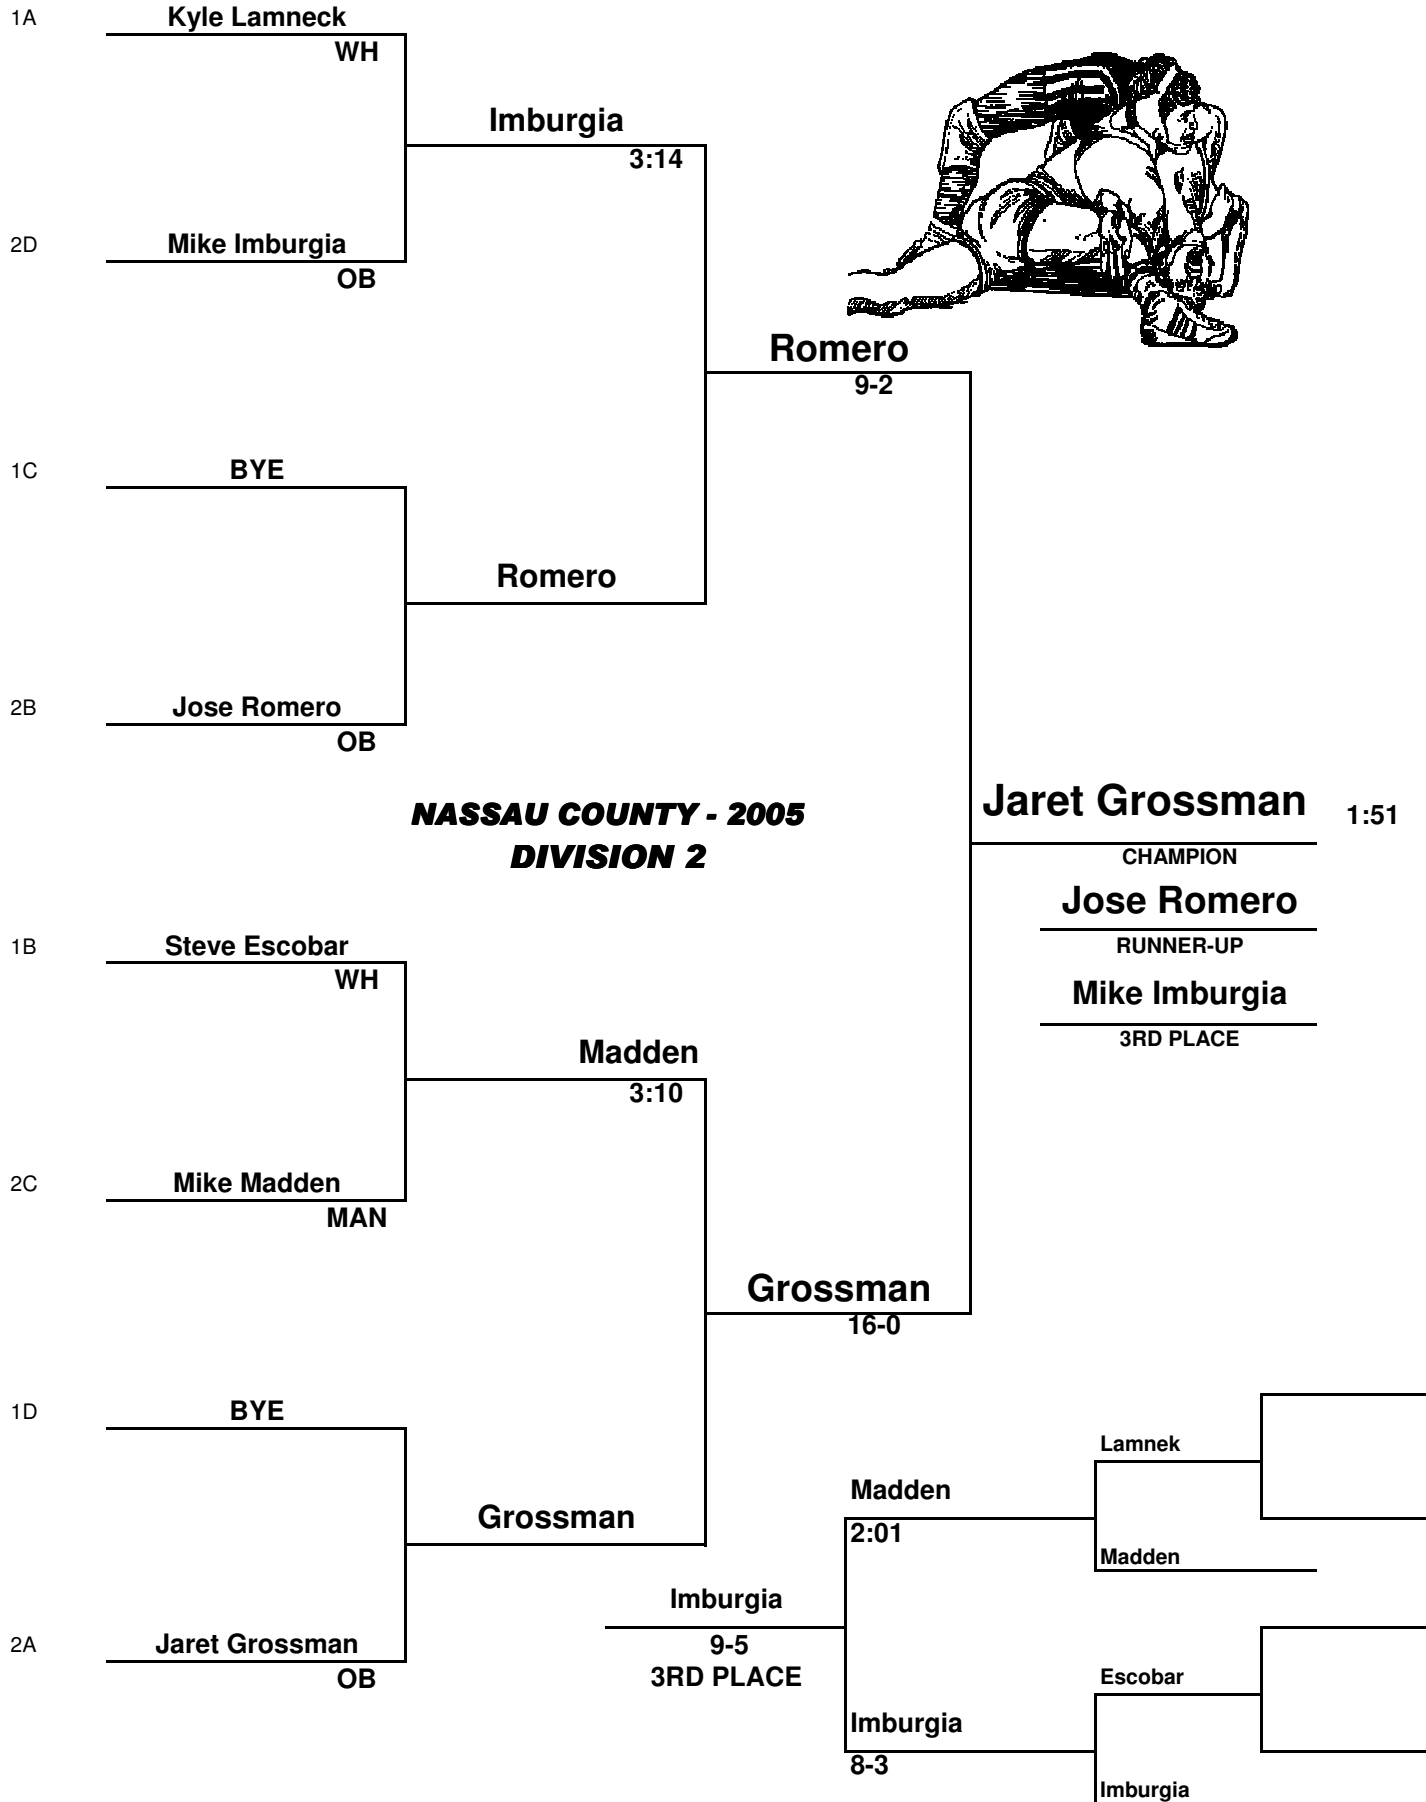 1A Kyle Lamneck
WH
Imburgia
3:14
2D Mike Imburgia
OB
Romero
9-2
1C BYE
Romero
2B Jose Romero
OB
NASSAU COUNTY - 2005
DIVISION 2
Jaret Grossman 1:51
CHAMPION
Jose Romero
RUNNER-UP
Mike Imburgia
3RD PLACE
1B Steve Escobar
WH
Madden
3:10
2C Mike Madden
MAN
Grossman
16-0
1D BYE
Grossman
2A Jaret Grossman
OB
Lamnek
Madden
2:01
Madden
Imburgia
9-5
3RD PLACE
Escobar
Imburgia
8-3
Imburgia